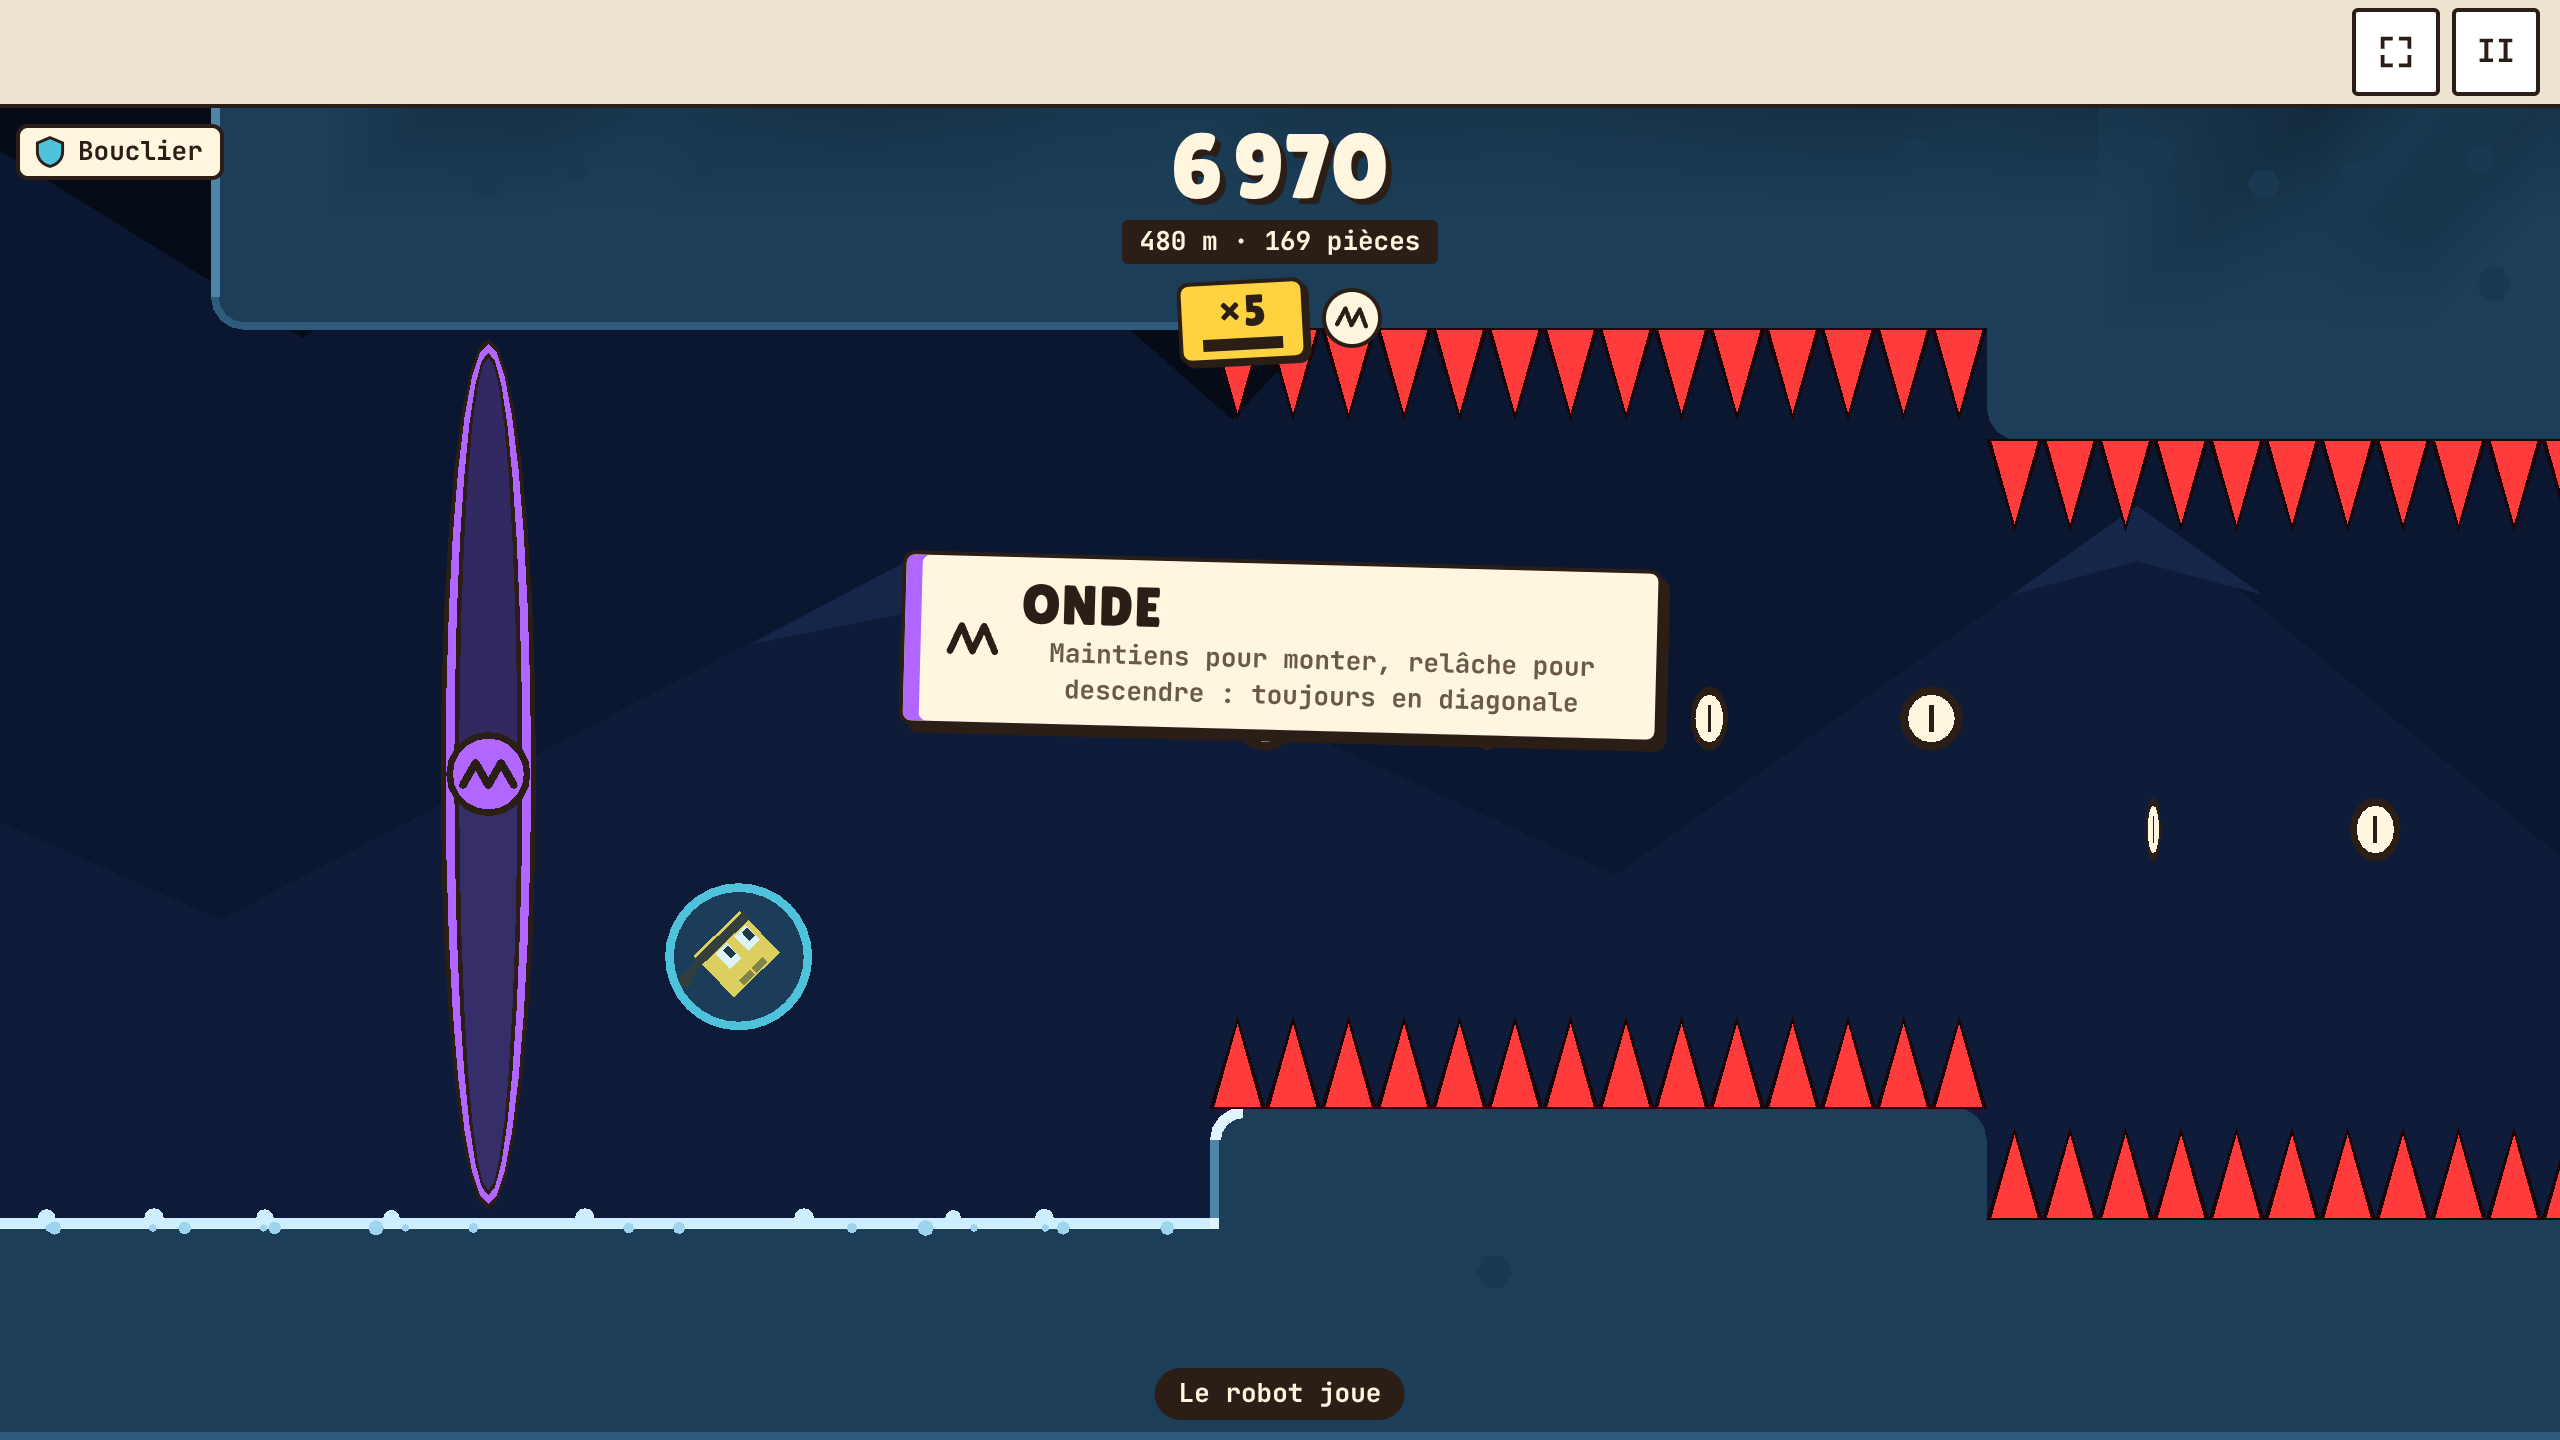 II
Bouclier
6 970
480 m · 169 pièces
×5
ONDE
Maintiens pour monter, relâche pour
descendre : toujours en diagonale
Le robot joue